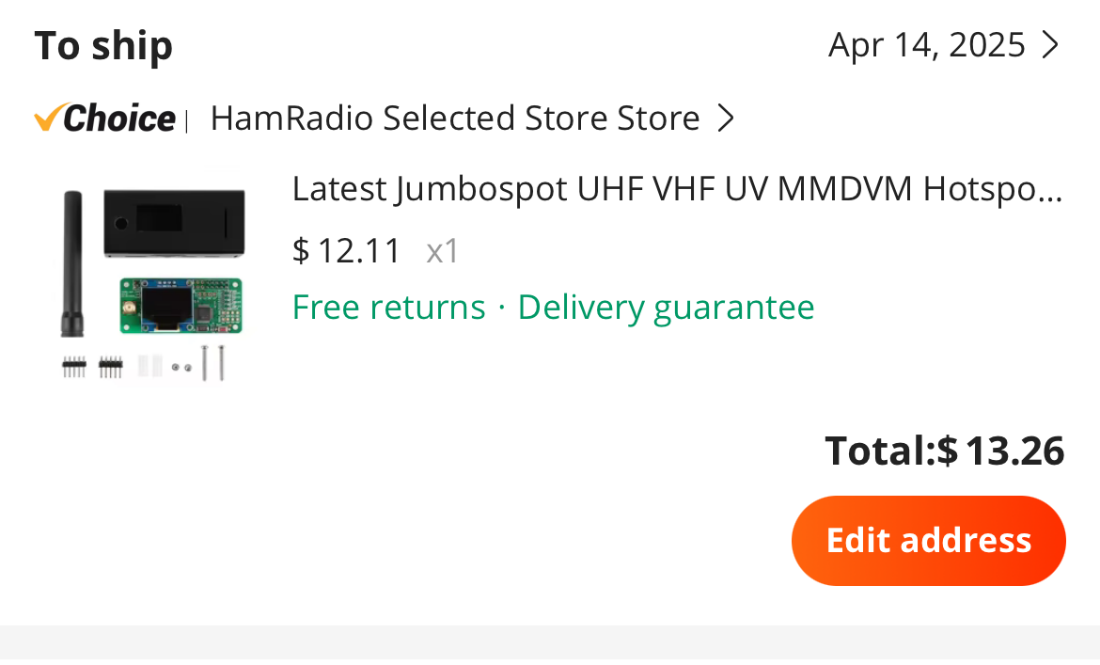 To ship Apr 14, 2025
Choice | HamRadio Selected Store Store
Latest Jumbospot UHF VHF UV MMDVM Hotspo...
$ 12.11 x1
Free returns · Delivery guarantee
Total:$ 13.26
Edit address